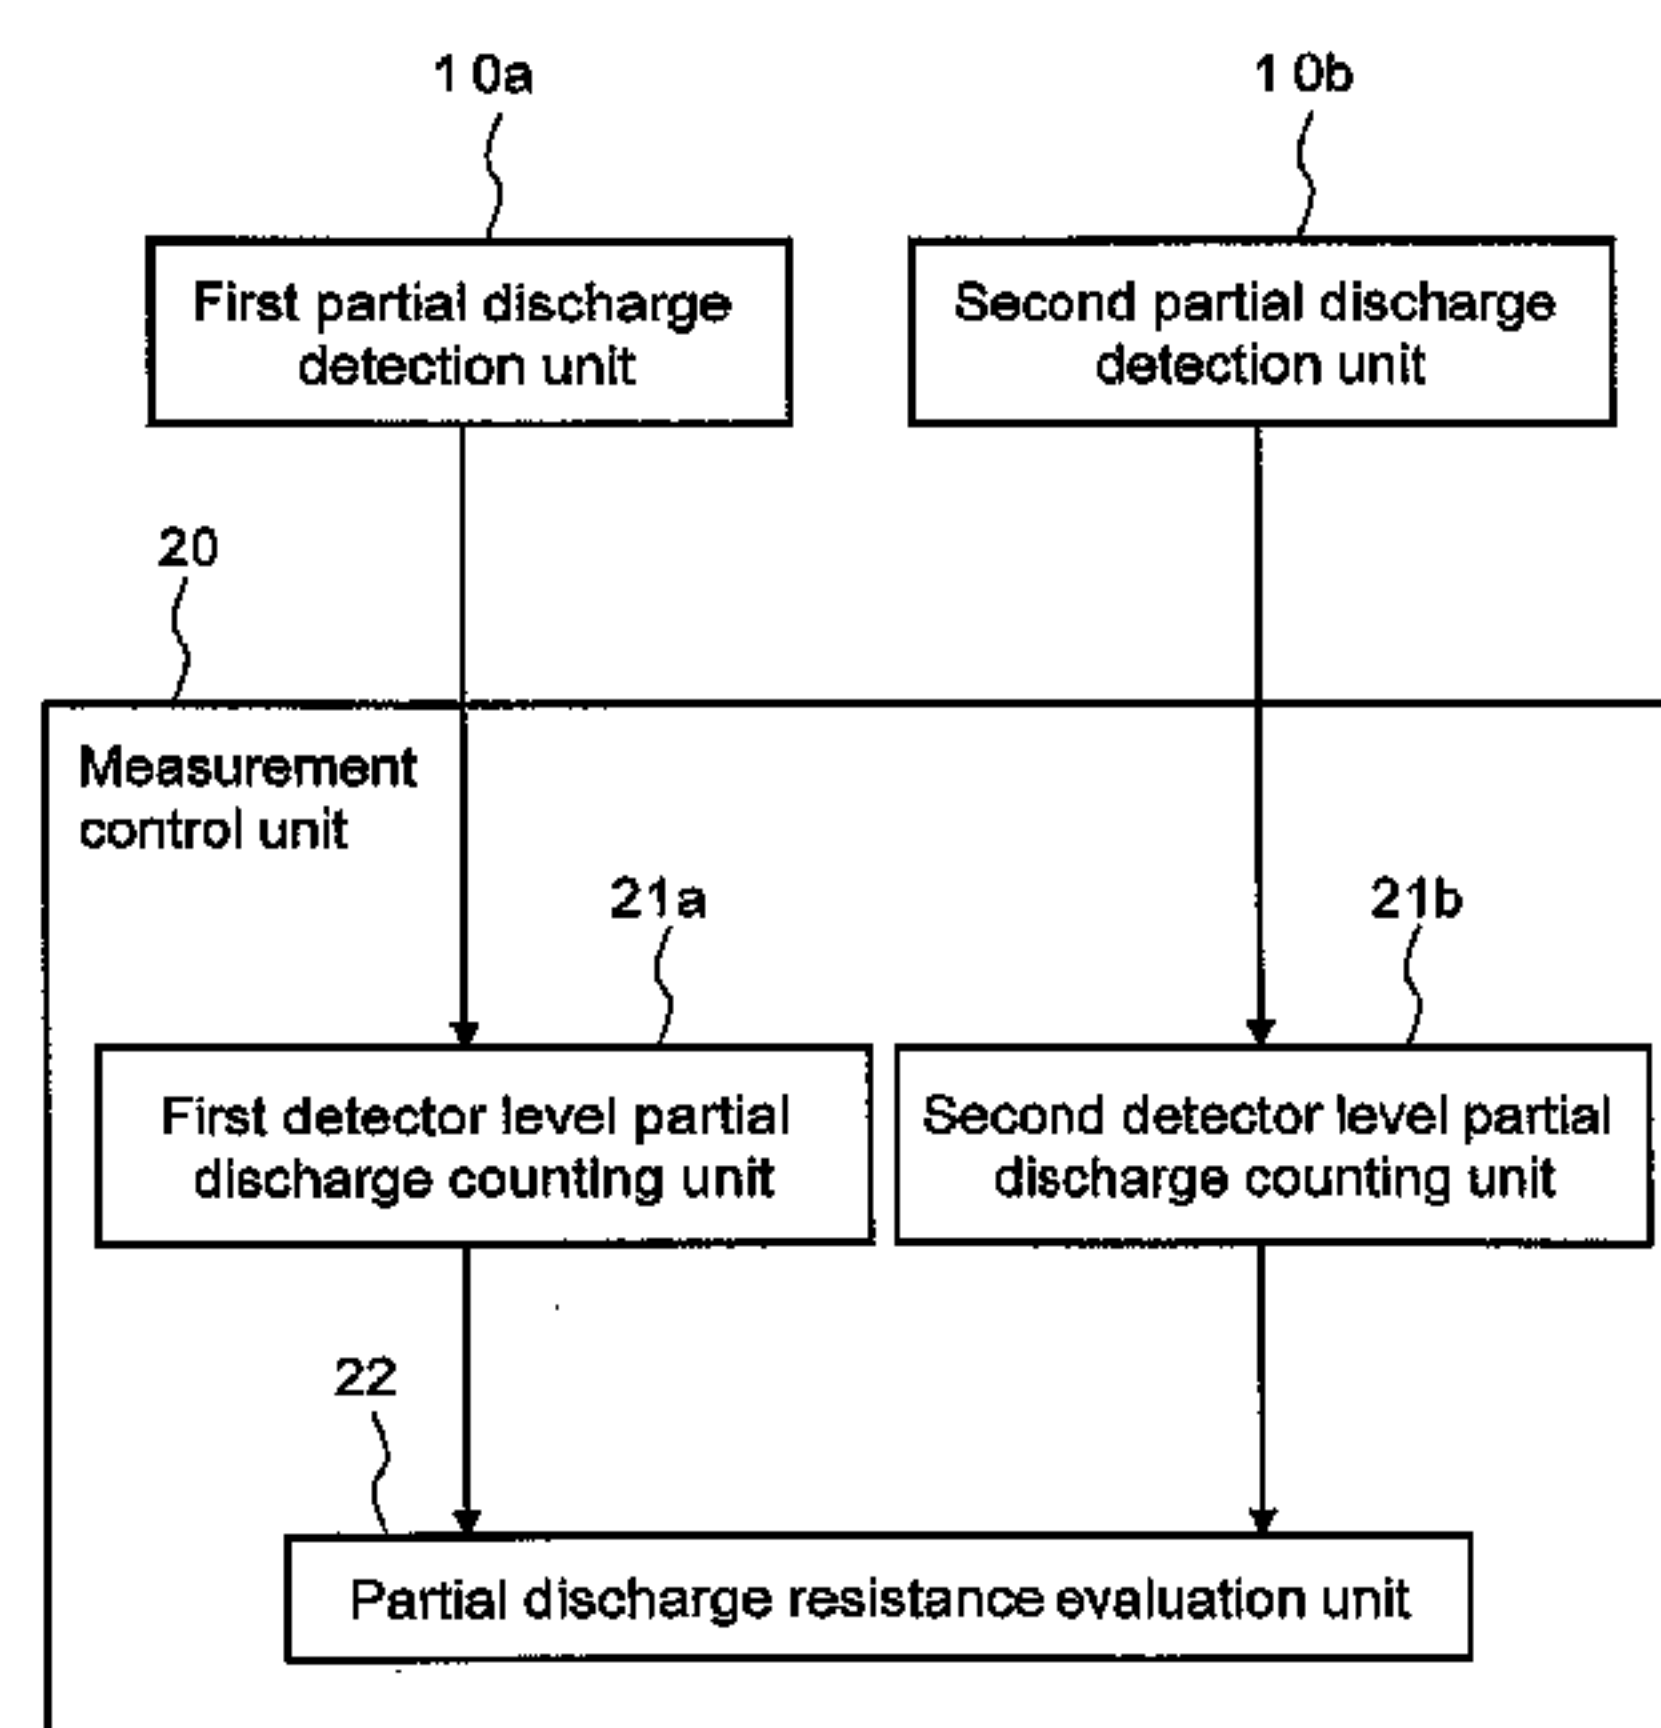 10a
10b
First partial discharge
detection unit
Second partial discharge
detection unit
20
Measurement
control unit
21a
21b
First detector level partial
discharge counting unit
Second detector level partial
discharge counting unit
22
Partial discharge resistance evaluation unit